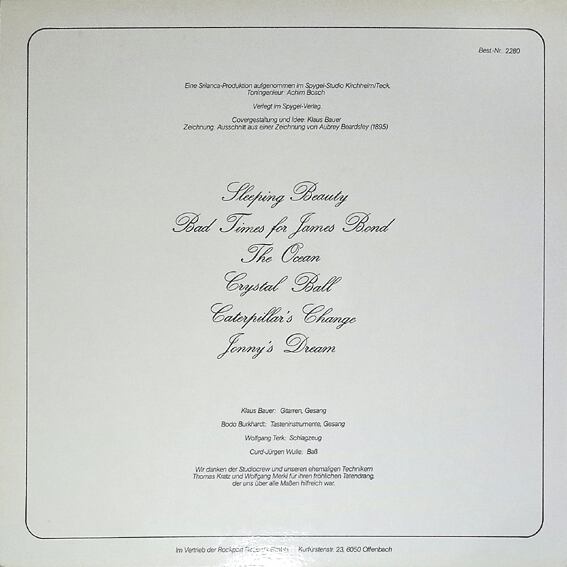 Best.-Nr. 2280
Eine Srilanca-Produktion aufgenommen im Spygel-Studio Kirchheim/Teck,
Toningenieur: Achim Bosch
Verlegt im Spygel-Verlag.
Covergestaltung und Idee: Klaus Bauer
Zeichnung: Ausschnitt aus einer Zeichnung von Aubrey Beardsley (1895)
Sleeping Beauty
Bad Times for James Bond
The Ocean
Crystal Ball
Caterpillar's Change
Jonny's Dream
Klaus Bauer: Gitarren, Gesang
Bodo Burkhardt: Tasteninstrumente, Gesang
Wolfgang Terk: Schlagzeug
Curd-Jürgen Wulle: Baß
Wir danken der Studiocrew und unseren ehemaligen Technikern
Thomas Kratz und Wolfgang Merkl für ihren fröhlichen Tatendrang,
der uns über alle Maßen hilfreich war.
Im Vertrieb der Rockport Kurfürstenstr. 23, 6050 Offenbach